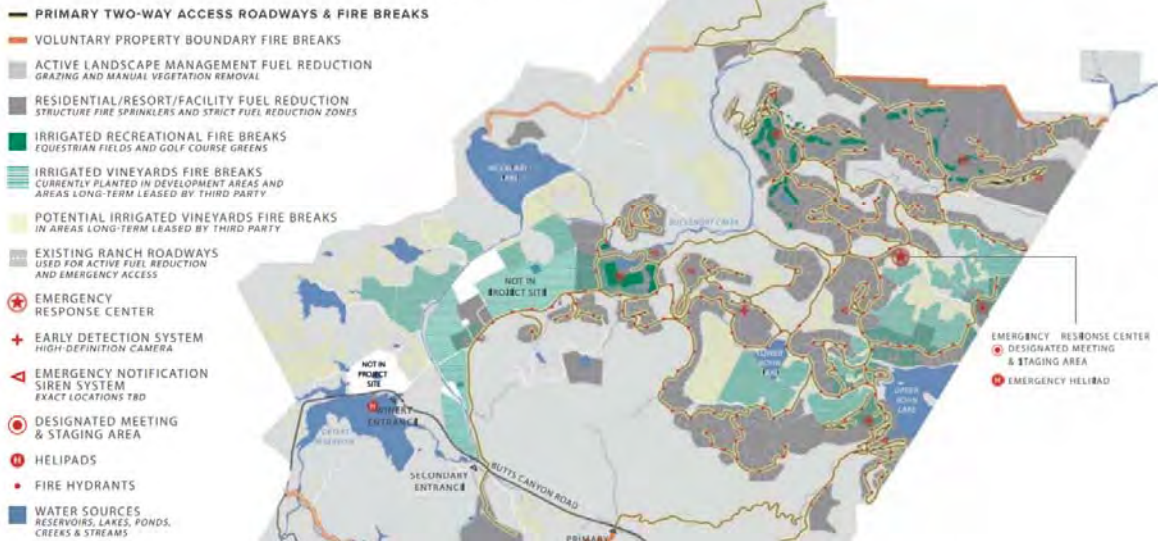 PRIMARY TWO-WAY ACCESS ROADWAYS & FIRE BREAKS
VOLUNTARY PROPERTY BOUNDARY FIRE BREAKS
ACTIVE LANDSCAPE MANAGEMENT FUEL REDUCTION
GRAZING AND MANUAL VEGETATION REMOVAL
RESIDENTIAL/RESORT/FACILITY FUEL REDUCTION
STRUCTURE FIRE SPRINKLERS AND STRICT FUEL REDUCTION ZONES
IRRIGATED RECREATIONAL FIRE BREAKS
EQUESTRIAN FIELDS AND GOLF COURSE GREENS
IRRIGATED VINEYARDS FIRE BREAKS
CURRENTLY PLANTED IN DEVELOPMENT AREAS AND
AREAS LONG-TERM LEASED BY THIRD PARTY
POTENTIAL IRRIGATED VINEYARDS FIRE BREAKS
IN AREAS LONG-TERM LEASED BY THIRD PARTY
EXISTING RANCH ROADWAYS
USED FOR ACTIVE FUEL REDUCTION
AND EMERGENCY ACCESS
EMERGENCY
RESPONSE CENTER
EARLY DETECTION SYSTEM
HIGH-DEFINITION CAMERA
EMERGENCY NOTIFICATION
SIREN SYSTEM
EXACT LOCATIONS TBD
DESIGNATED MEETING
& STAGING AREA
H HELIPADS
FIRE HYDRANTS
WATER SOURCES
RESERVOIRS, LAKES, PONDS,
CREEKS & STREAMS
LAKE
BUCKSNORT CREEK
NOT IN
PROJECT SITE
NOT IN
PROJECT
SITE
H
WINERY
ENTRANCE
DETERT
RESERVOIR
SECONDARY
ENTRANCE
BUTTS CANYON ROAD
PRIMARY
LOWER
BOHN
LAKE
UPPER
BOHN
LAKE
EMERGENCY RESPONSE CENTER
DESIGNATED MEETING
& STAGING AREA
H EMERGENCY HELIPAD